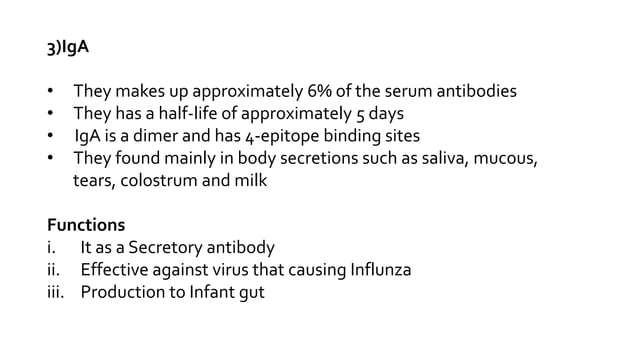 3)IgA
• They makes up approximately 6% of the serum antibodies
• They has a half-life of approximately 5 days
• IgA is a dimer and has 4-epitope binding sites
• They found mainly in body secretions such as saliva, mucous,
tears, colostrum and milk
Functions
i. It as a Secretory antibody
ii. Effective against virus that causing Influnza
iii. Production to Infant gut